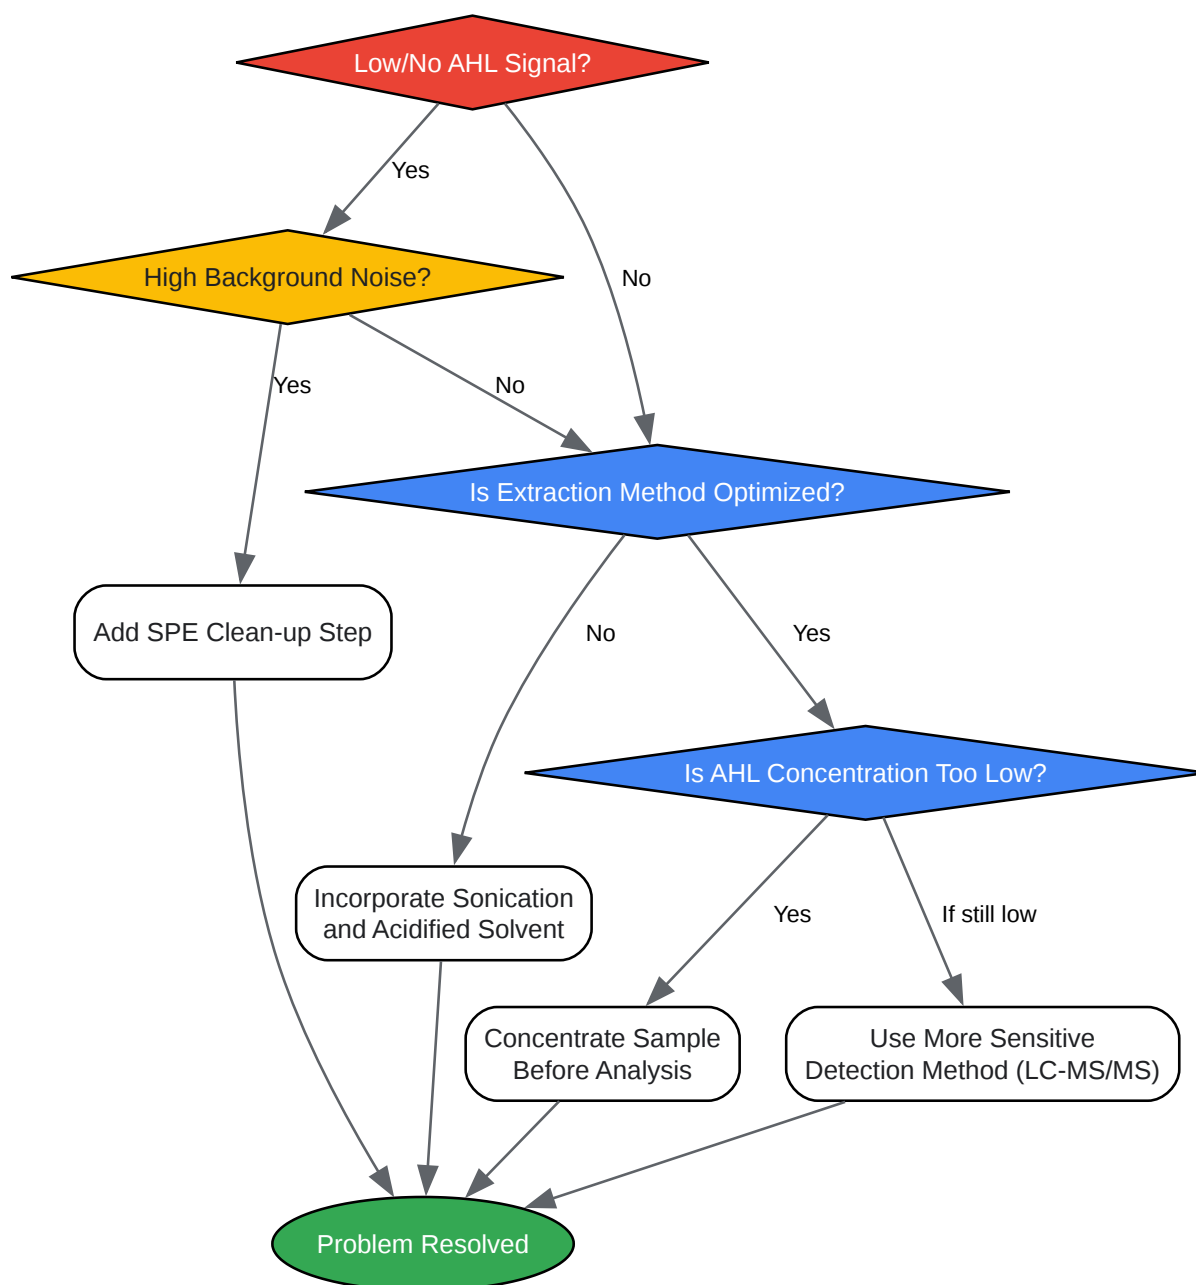 Low/No AHL Signal?
Yes
No
High Background Noise?
Yes
No
Is Extraction Method Optimized?
Add SPE Clean-up Step
No
Yes
Is AHL Concentration Too Low?
Incorporate Sonication
and Acidified Solvent
Yes
If still low
Concentrate Sample
Before Analysis
Use More Sensitive
Detection Method (LC-MS/MS)
Problem Resolved